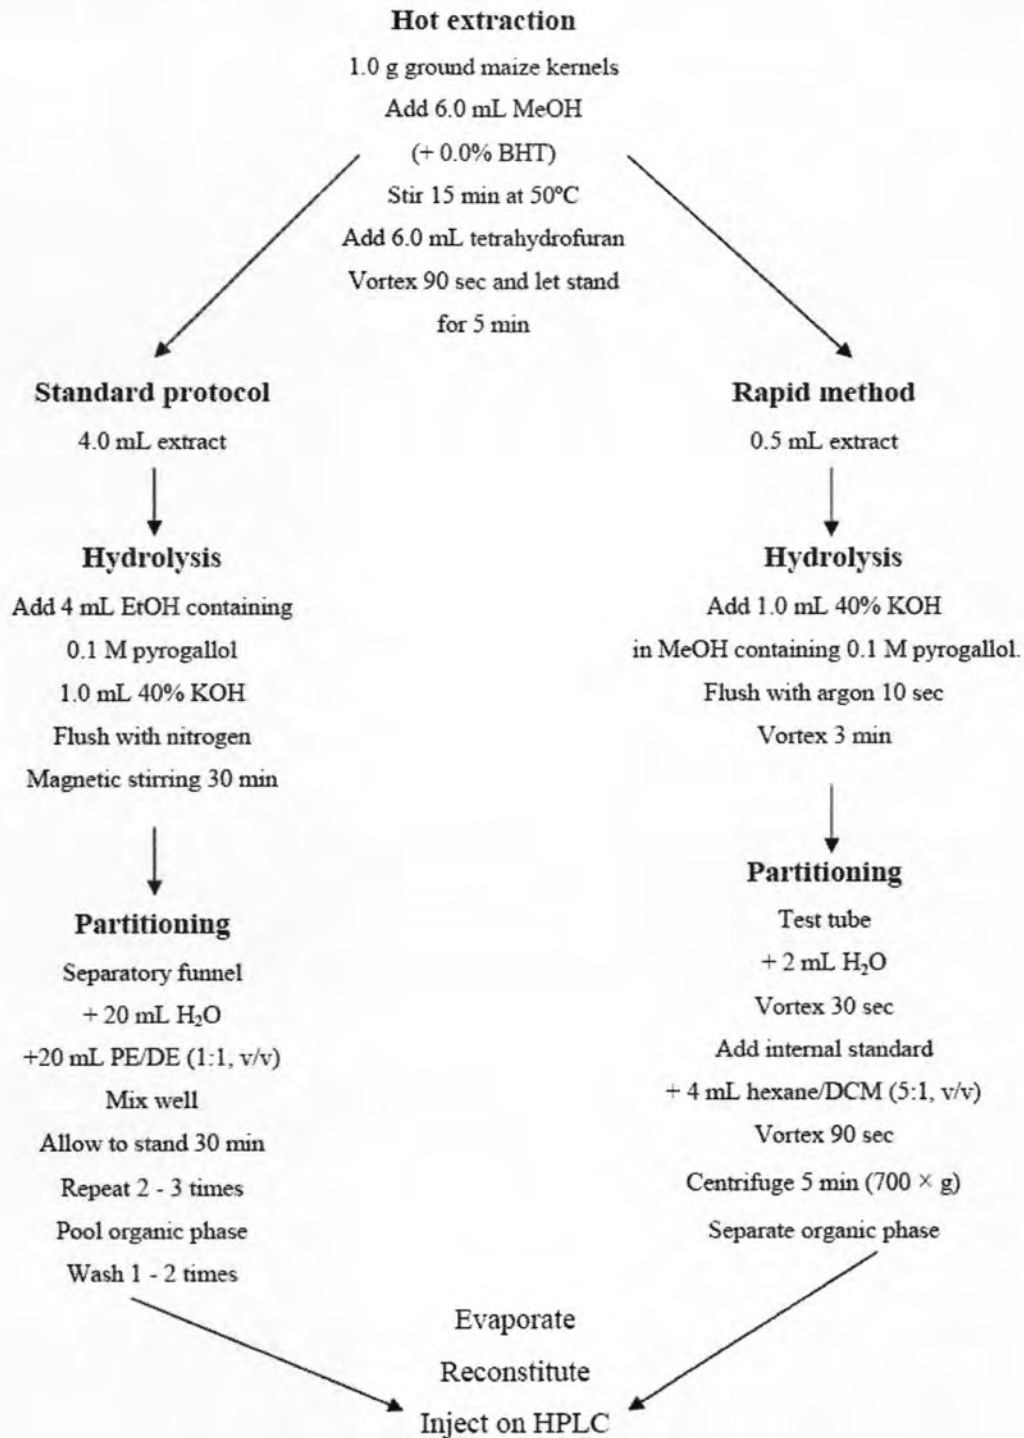 Hot extraction
1.0 g ground maize kernels
Add 6.0 mL MeOH
(+ 0.0% BHT)
Stir 15 min at 50ºC
Add 6.0 mL tetrahydrofuran
Vortex 90 sec and let stand
for 5 min
Standard protocol
4.0 mL extract
Hydrolysis
Add 4 mL EtOH containing
0.1 M pyrogallol
1.0 mL 40% KOH
Flush with nitrogen
Magnetic stirring 30 min
Partitioning
Separatory funnel
+ 20 mL H₂O
+20 mL PE/DE (1:1, v/v)
Mix well
Allow to stand 30 min
Repeat 2 - 3 times
Pool organic phase
Wash 1 - 2 times
Rapid method
0.5 mL extract
Hydrolysis
Add 1.0 mL 40% KOH
in MeOH containing 0.1 M pyrogallol.
Flush with argon 10 sec
Vortex 3 min
Partitioning
Test tube
+ 2 mL H₂O
Vortex 30 sec
Add internal standard
+ 4 mL hexane/DCM (5:1, v/v)
Vortex 90 sec
Centrifuge 5 min (700 × g)
Separate organic phase
Evaporate
Reconstitute
Inject on HPLC